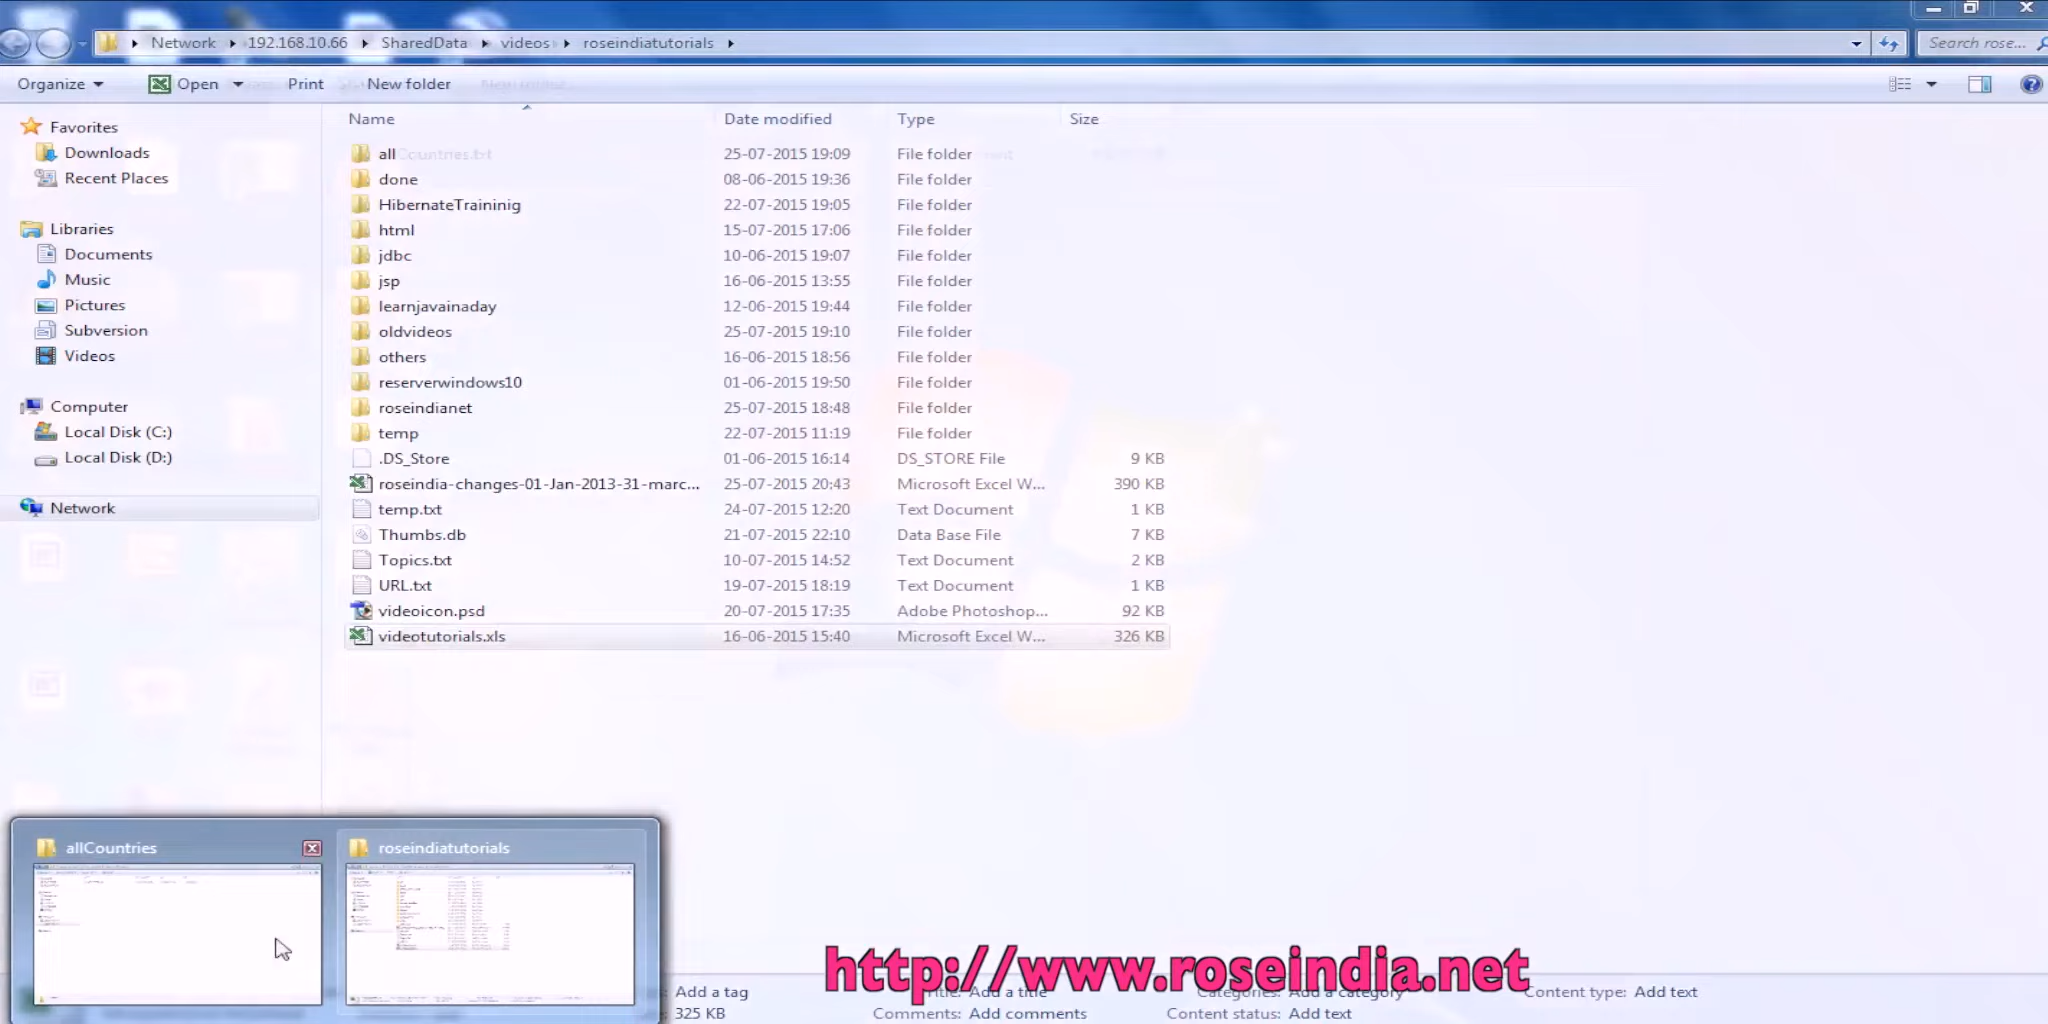 Network 192.168.10.66 SharedData videos roseindiatutorials Search rose...
Organize Open Print New folder
Name Date modified Type Size
Favorites
Downloads
Recent Places
Libraries
Documents
Music
Pictures
Subversion
Videos
Computer
Local Disk (C:)
Local Disk (D:)
Network
all Countries.txt 25-07-2015 19:09 File folder
done 08-06-2015 19:36 File folder
HibernateTraininig 22-07-2015 19:05 File folder
html 15-07-2015 17:06 File folder
jdbc 10-06-2015 19:07 File folder
jsp 16-06-2015 13:55 File folder
learnjavainaday 12-06-2015 19:44 File folder
oldvideos 25-07-2015 19:10 File folder
others 16-06-2015 18:56 File folder
reserverwindows10 01-06-2015 19:50 File folder
roseindianet 25-07-2015 18:48 File folder
temp 22-07-2015 11:19 File folder
.DS_Store 01-06-2015 16:14 DS_STORE File 9 KB
roseindia-changes-01-Jan-2013-31-marc... 25-07-2015 20:43 Microsoft Excel W... 390 KB
temp.txt 24-07-2015 12:20 Text Document 1 KB
Thumbs.db 21-07-2015 22:10 Data Base File 7 KB
Topics.txt 10-07-2015 14:52 Text Document 2 KB
URL.txt 19-07-2015 18:19 Text Document 1 KB
videoicon.psd 20-07-2015 17:35 Adobe Photoshop... 92 KB
videotutorials.xls 16-06-2015 15:40 Microsoft Excel W... 326 KB
allCountries roseindiatutorials
http://www.roseindia.net
Add a tag Title: Add a title Categories: Add a category Content type: Add text
325 KB Comments: Add comments Content status: Add text